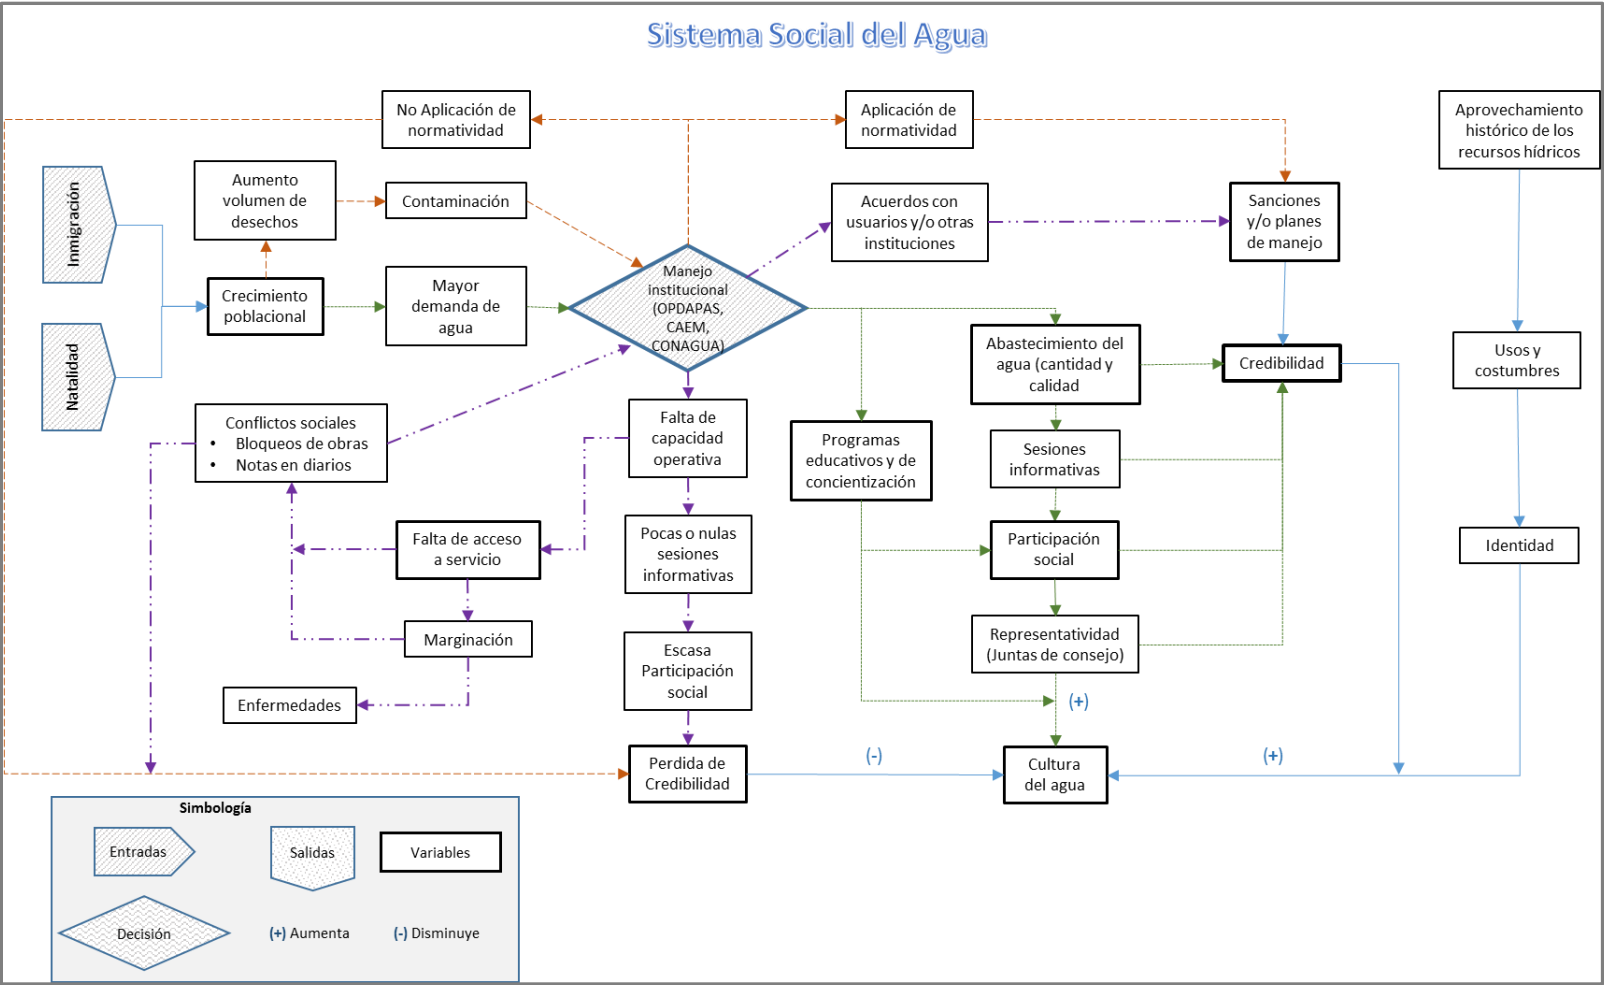 Sistema Social del Agua
No Aplicación de
normatividad
Aplicación de
normatividad
Aprovechamiento
histórico de los
recursos hídricos
Inmigración
Aumento
volumen de
desechos
Contaminación
Acuerdos con
usuarios y/o otras
instituciones
Sanciones
y/o planes
de manejo
Crecimiento
poblacional
Mayor
demanda de
agua
Manejo
institucional
(OPDAPAS,
CAEM,
CONAGUA)
Natalidad
Abastecimiento del
agua (cantidad y
calidad
Credibilidad
Usos y
costumbres
Conflictos sociales
• Bloqueos de obras
• Notas en diarios
Falta de
capacidad
operativa
Programas
educativos y de
concientización
Sesiones
informativas
Falta de acceso
a servicio
Pocas o nulas
sesiones
informativas
Participación
social
Identidad
Marginación
Escasa
Participación
social
Representatividad
(Juntas de consejo)
Enfermedades
(+)
Perdida de
Credibilidad
(-)
Cultura
del agua
(+)
Simbología
Entradas
Salidas
Variables
Decisión
(+) Aumenta
(-) Disminuye